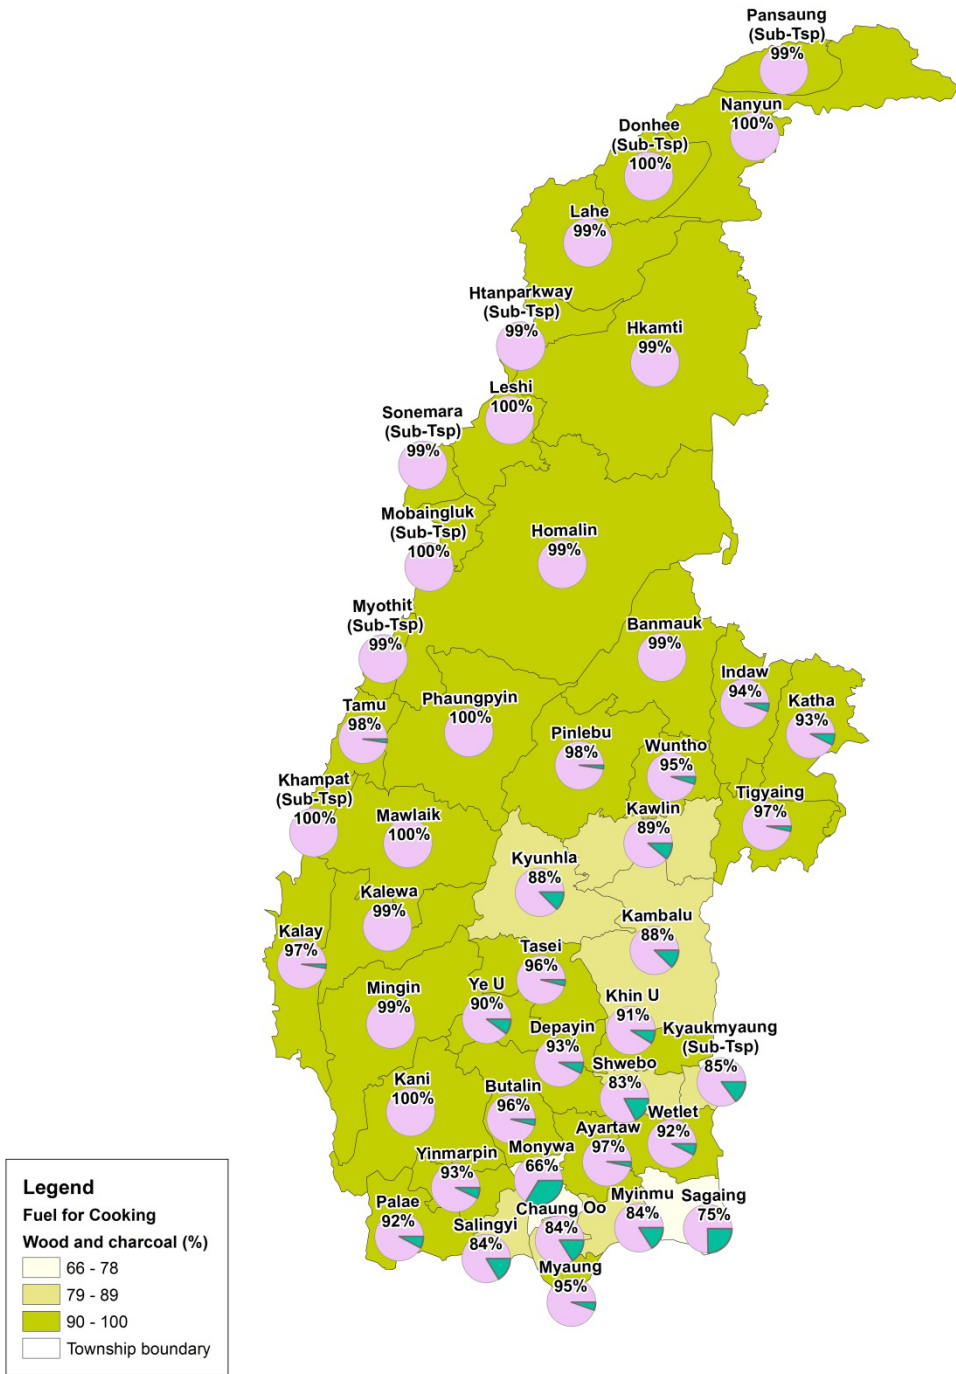 Pansaung
(Sub-Tsp)
99%
Nanyun
100%
Donhee
(Sub-Tsp)
100%
Lahe
99%
Htanparkway
(Sub-Tsp)
99%
Hkamti
99%
Leshi
100%
Sonemara
(Sub-Tsp)
99%
Mobaingluk
(Sub-Tsp)
100%
Homalin
99%
Myothit
(Sub-Tsp)
99%
Banmauk
99%
Indaw
94%
Katha
93%
Tamu
98%
Phaungpyin
100%
Pinlebu
98%
Wuntho
95%
Khampat
(Sub-Tsp)
100%
Mawlaik
100%
Kawlin
89%
Tigyaing
97%
Kyunhla
88%
Kalewa
99%
Kambalu
88%
Kalay
97%
Tasei
96%
Mingin
99%
Ye U
90%
Khin U
91%
Depayin
93%
Kyaukmyaung
(Sub-Tsp)
85%
Shwebo
83%
Kani
100%
Butalin
96%
Wetlet
92%
Ayartaw
97%
Monywa
66%
Yinmarpin
93%
Palae
92%
Salingyi
84%
Chaung Oo
84%
Myinmu
84%
Sagaing
75%
Myaung
95%
Legend
Fuel for Cooking
Wood and charcoal (%)
66 - 78
79 - 89
90 - 100
Township boundary